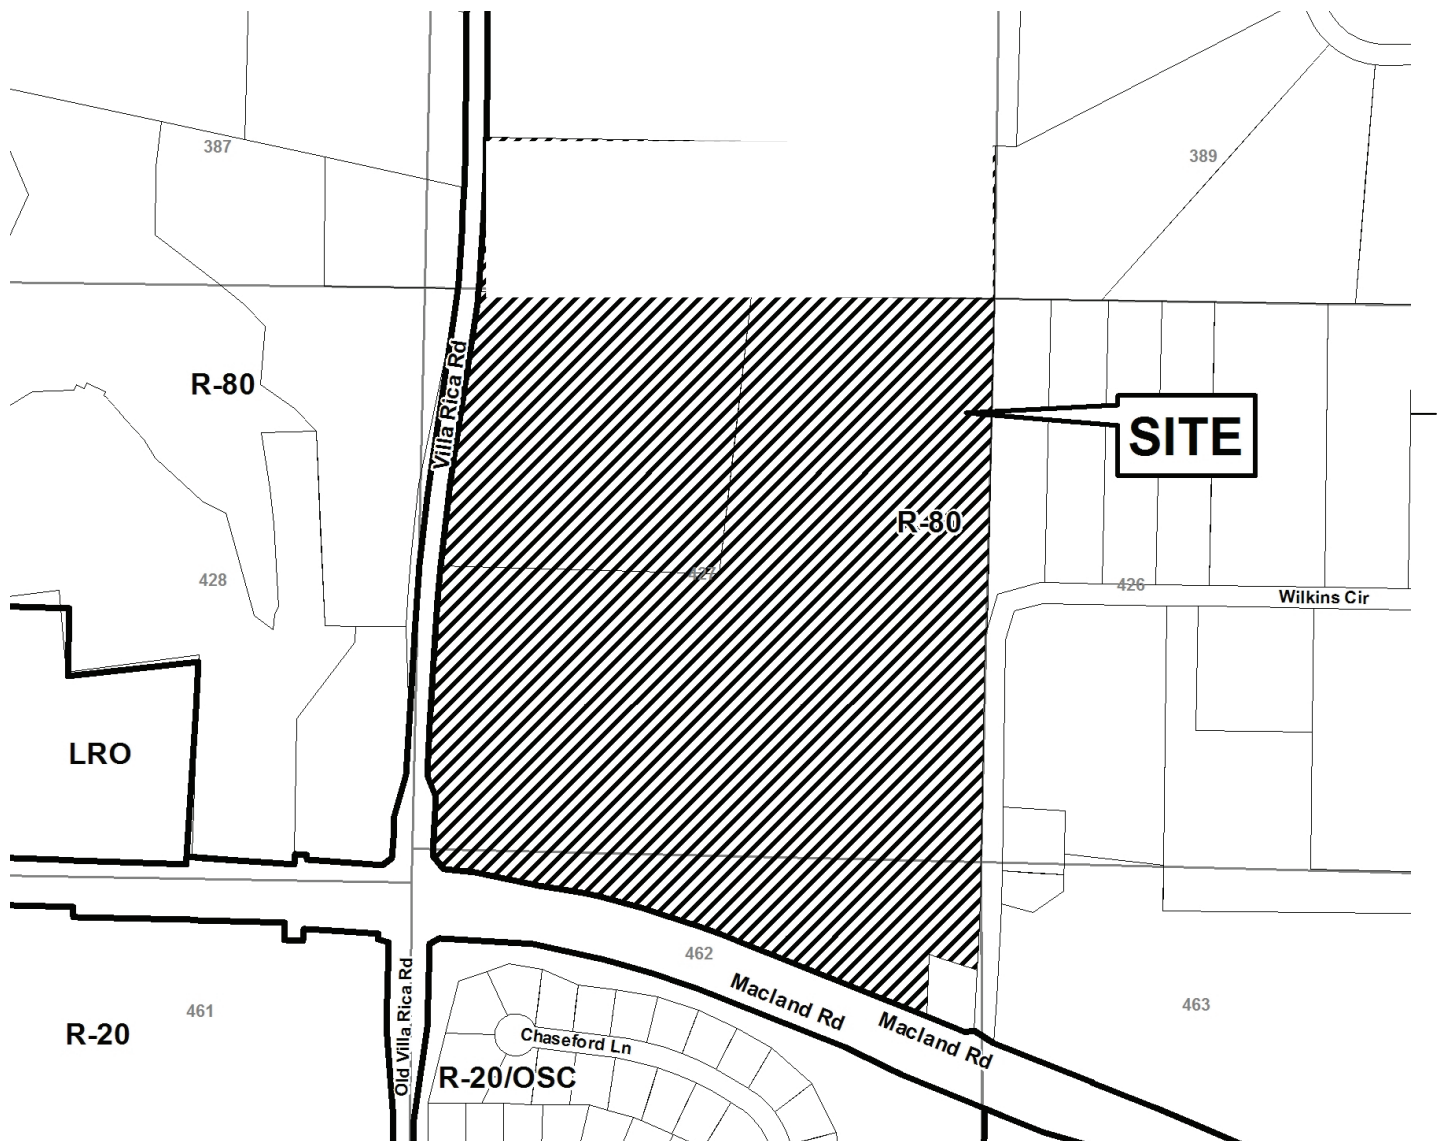 387
389
Villa Rica Rd
R-80
SITE
R-80
428
427
426
Wilkins Cir
LRO
462
Macland Rd
Macland Rd
461
463
R-20
Old Villa Rica Rd
Chaseford Ln
R-20/OSC